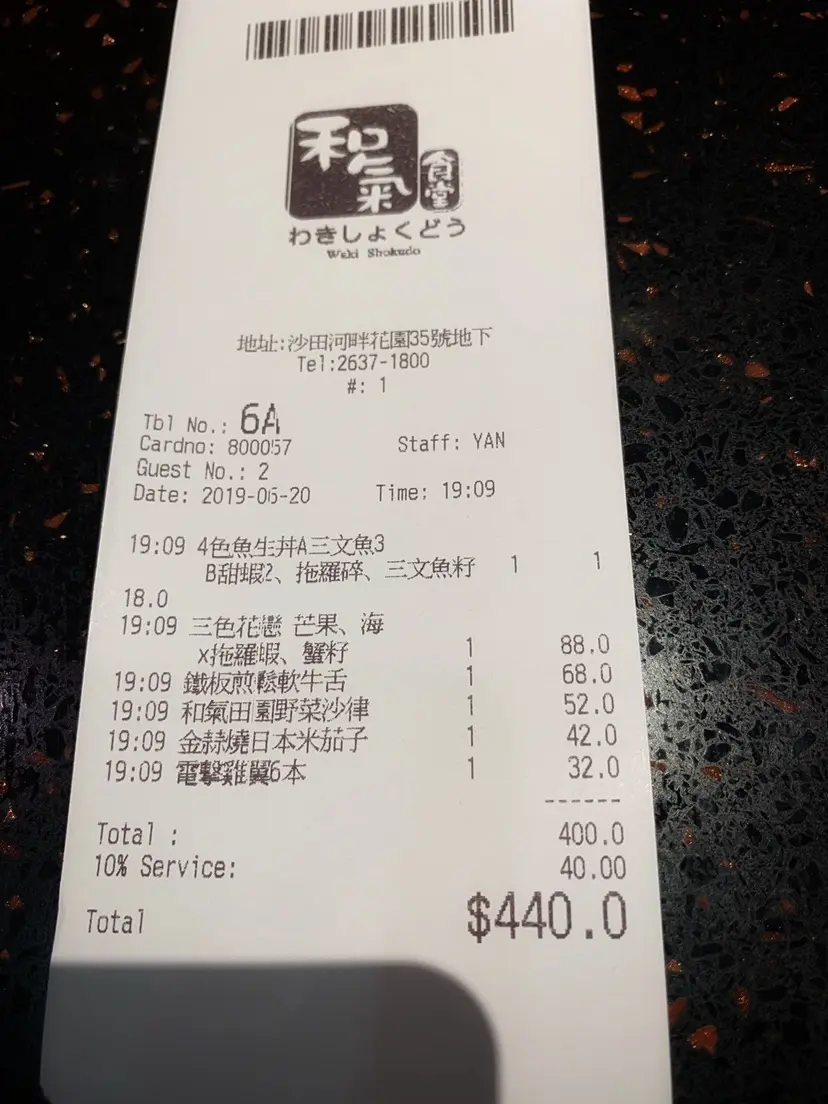 和氣
食堂
わきしょくどう
Waki Shokudo
地址:沙田河畔花園35號地下
Tel:2637-1800
#: 1
Tbl No.: 6A
Cardno: 800057 Staff: YAN
Guest No.: 2
Date: 2019-06-20 Time: 19:09
19:09 4色魚生丼A三文魚3
B甜蝦2、拖羅碎、三文魚籽 1 1
18.0
19:09 三色花戀 芒果、海
x拖羅蝦、蟹籽 1 88.0
19:09 鐵板煎鬆軟牛舌 1 68.0
19:09 和氣田園野菜沙律 1 52.0
19:09 金赫燒日本米茄子 1 42.0
19:09 電擊雞翼6本 1 32.0
------
Total : 400.0
10% Service: 40.00
Total $440.0